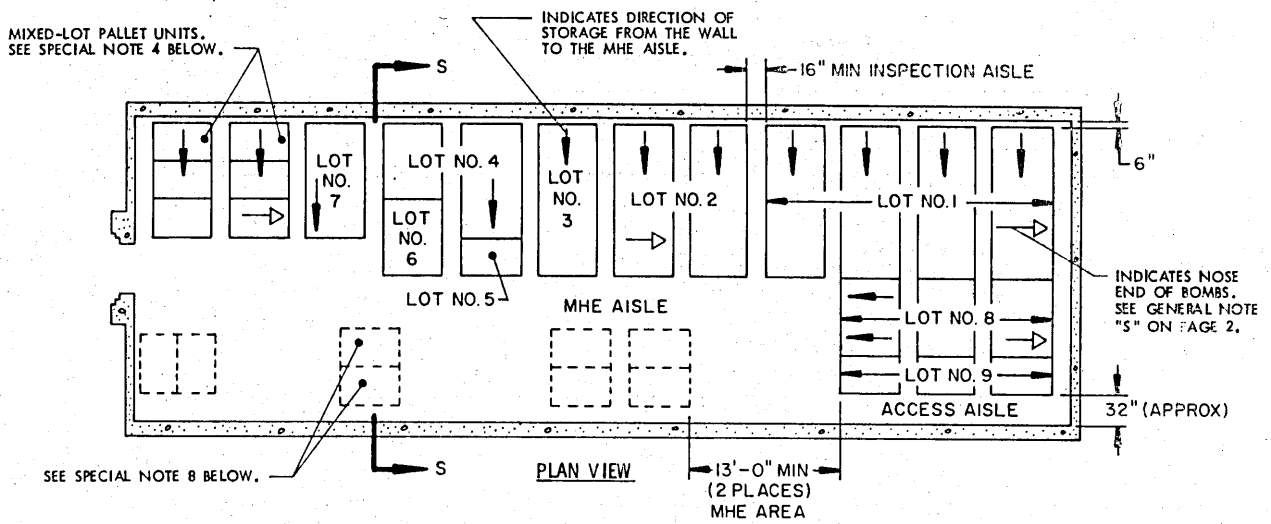 MIXED-LOT PALLET UNITS.
SEE SPECIAL NOTE 4 BELOW.
INDICATES DIRECTION OF
STORAGE FROM THE WALL
TO THE MHE AISLE.
S
16" MIN INSPECTION AISLE
6"
LOT
NO.
7
LOT NO. 4
LOT
NO.
6
LOT NO. 5
LOT
NO.
3
LOT NO. 2
LOT NO. 1
MHE AISLE
INDICATES NOSE
END OF BOMBS.
SEE GENERAL NOTE
"S" ON PAGE 2.
LOT NO. 8
LOT NO. 9
ACCESS AISLE
32" (APPROX)
SEE SPECIAL NOTE 8 BELOW.
S
PLAN VIEW
13'-0" MIN
(2 PLACES)
MHE AREA